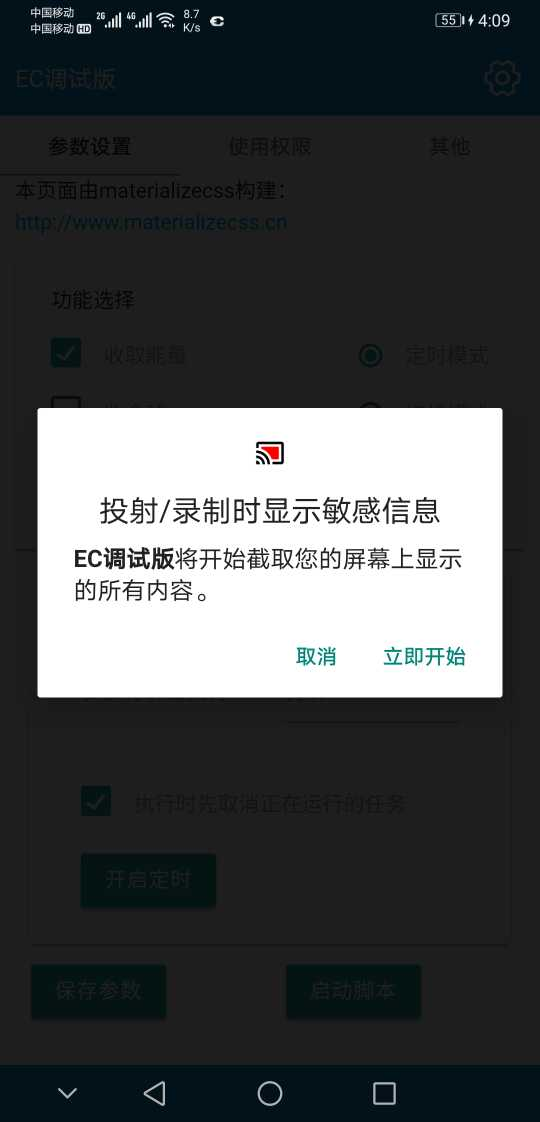 中国移动
中国移动 HD
2G 4G 8.7 K/s
55 4:09
EC调试版
参数设置 使用权限 其他
本页面由materializecss构建：
http://www.materializecss.cn
功能选择
收取能量 定时模式
投射/录制时显示敏感信息
EC调试版将开始截取您的屏幕上显示
的所有内容。
取消 立即开始
执行时先取消正在运行的任务
开启定时
保存参数 启动脚本